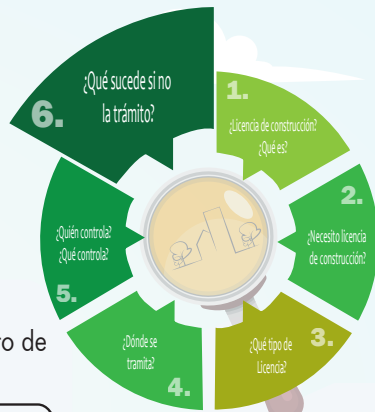 1.
¿Licencia de construcción?
¿Qué es?
2.
¿Necesito licencia
de construcción?
3.
¿Qué tipo de
Licencia?
4.
¿Dónde se
tramita?
5.
¿Quién controla?
¿Qué controla?
6.
¿Qué sucede si no
la trámito?
o de